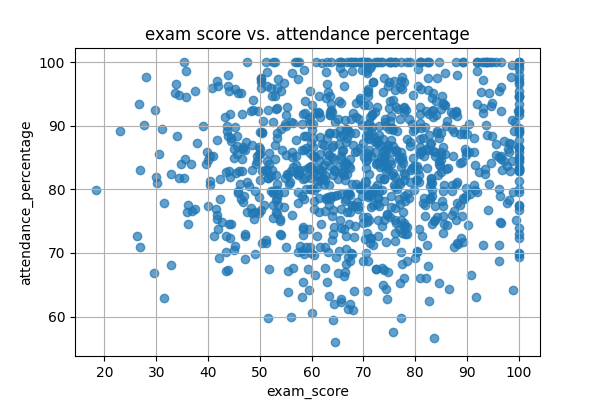 exam score vs. attendance percentage
attendance_percentage
100
90
80
70
60
20 30 40 50 60 70 80 90 100
exam_score